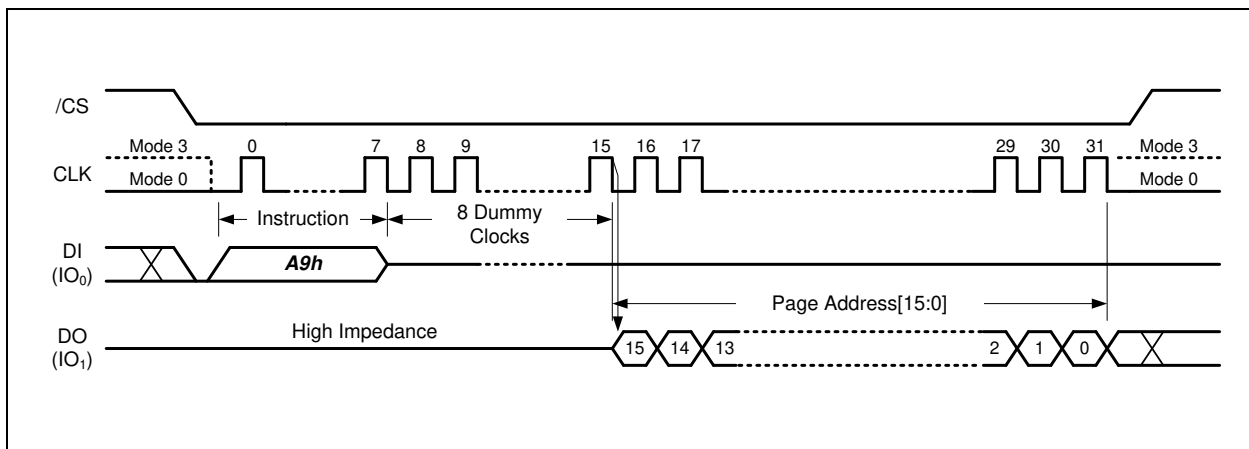 /CS
Mode 3 0 7 8 9 15 16 17 29 30 31 Mode 3
CLK
Mode 0 Mode 0
Instruction 8 Dummy
Clocks
DI
(IO₀)
A9h
Page Address[15:0]
High Impedance
DO
(IO₁)
15 14 13 2 1 0